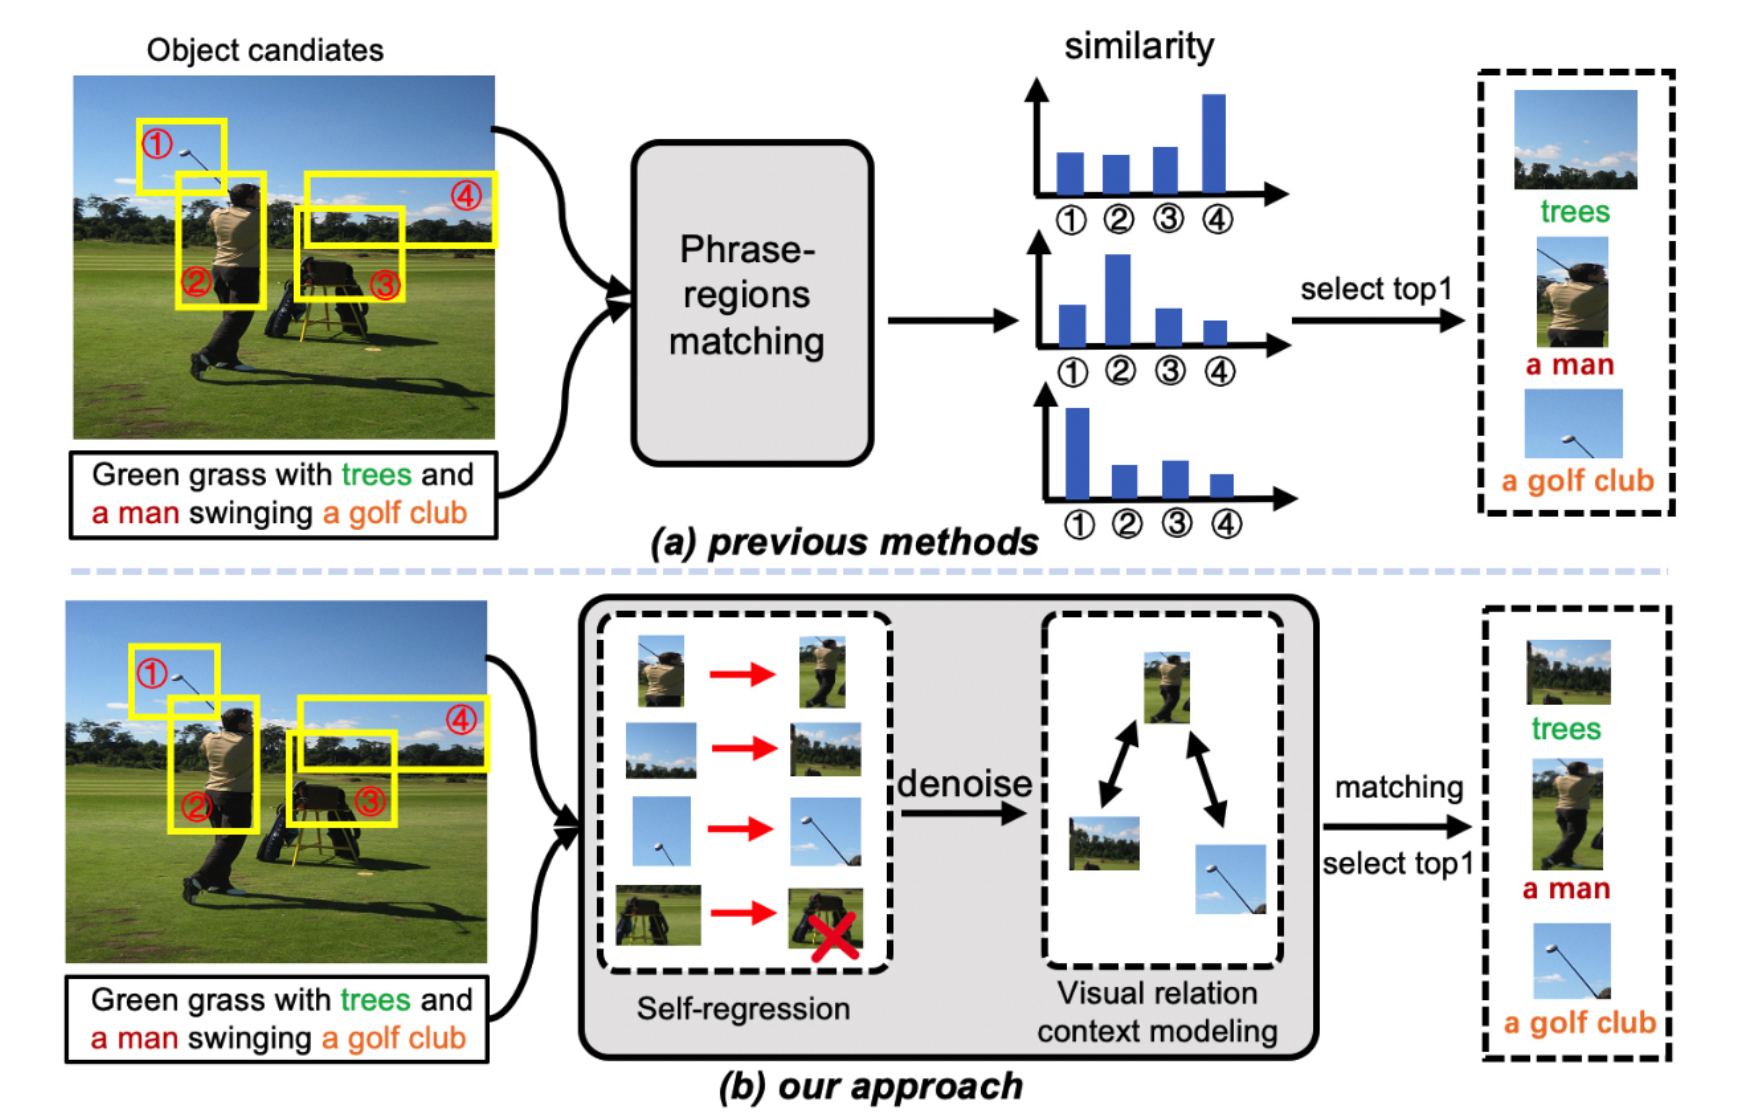 Object candiates
①
②
③
④
Green grass with trees and
a man swinging a golf club
Phrase-
regions
matching
similarity
① ② ③ ④
① ② ③ ④
① ② ③ ④
select top1
trees
a man
a golf club
(a) previous methods
①
②
③
④
Green grass with trees and
a man swinging a golf club
Self-regression
denoise
Visual relation
context modeling
matching
select top1
trees
a man
a golf club
(b) our approach